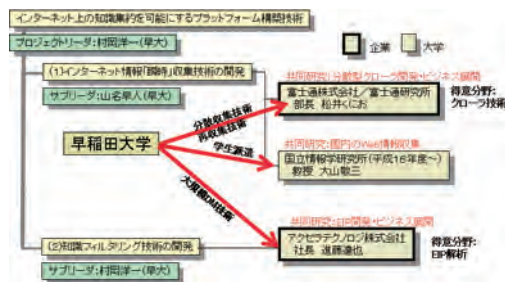 インターネット上の知識集約を可能にするプラットフォーム構築技術
プロジェクトリーダ:村岡洋一(早大)
企業
大学
(1)インターネット情報「瞬時」収集技術の開発
サブリーダ:山名早人(早大)
共同研究:分散型クローラ開発・ビジネス展開
富士通株式会社/富士通研究所
部長 松井くにお
得意分野:
クローラ技術
分散収集技術
再収集技術
早稲田大学
学生派遣
共同研究:国内のWeb情報収集
国立情報学研究所(平成16年度~)
教授 大山敬三
大規模DM技術
共同研究:EIP開発・ビジネス展開
アクセラテクノロジ株式会社
社長 進藤達也
得意分野:
EIP解析
(2)知識フィルタリング技術の開発
サブリーダ:村岡洋一(早大)